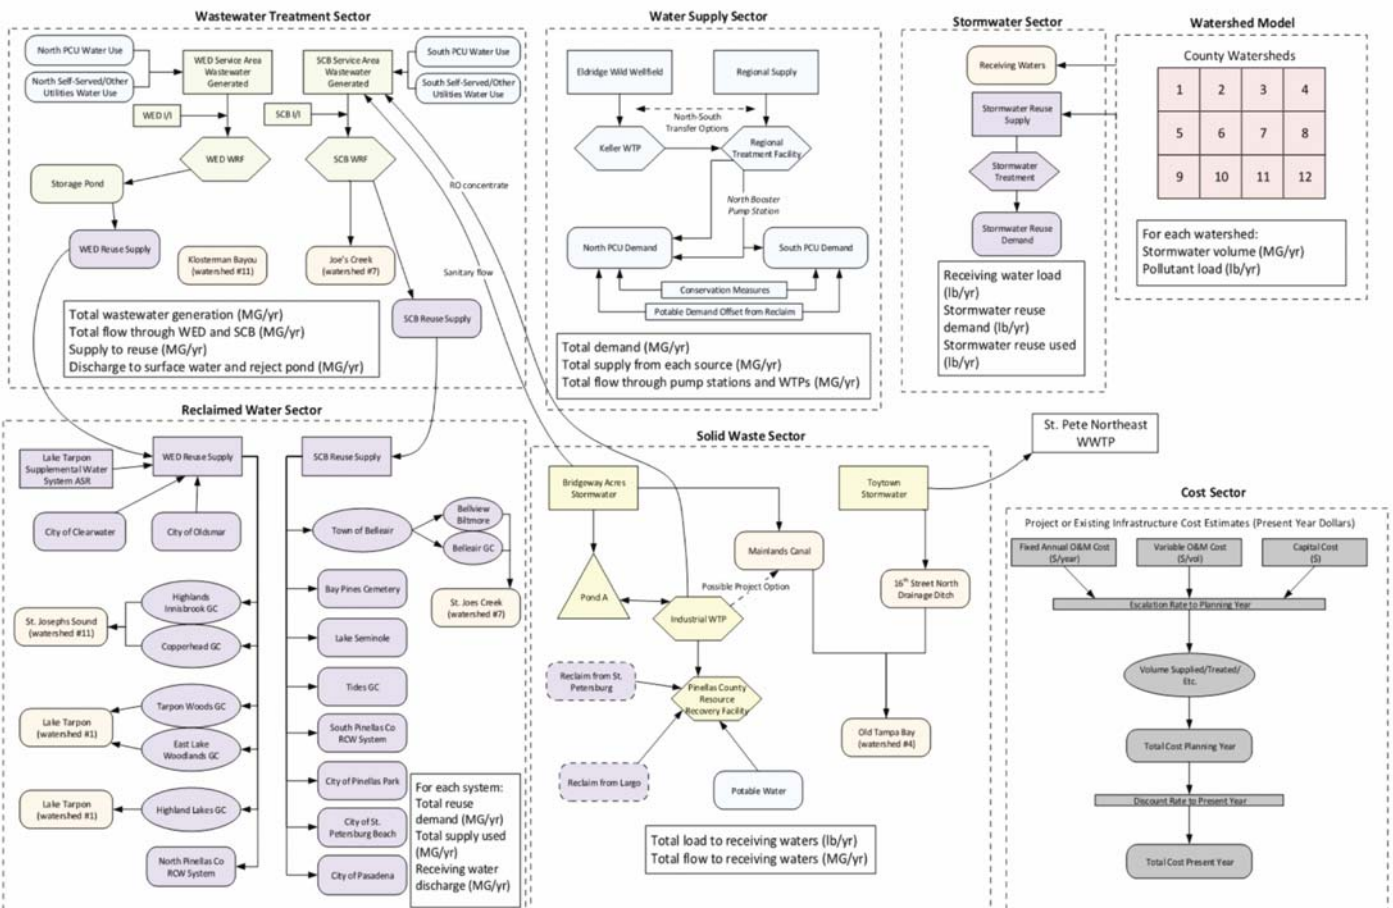 Wastewater Treatment Sector
North PCU Water Use
North Self-Served/Other
Utilities Water Use
WED Service Area
Wastewater
Generated
SCB Service Area
Wastewater
Generated
South PCU Water Use
South Self-Served/Other
Utilities Water Use
WED I/I
SCB I/I
WED WRF
SCB WRF
Storage Pond
WED Reuse Supply
Klosterman Bayou
(watershed #11)
Joe's Creek
(watershed #7)
SCB Reuse Supply
RO concentrate
Sanitary flow
Total wastewater generation (MG/yr)
Total flow through WED and SCB (MG/yr)
Supply to reuse (MG/yr)
Discharge to surface water and reject pond (MG/yr)
Water Supply Sector
Eldridge Wild Wellfield
Regional Supply
North-South
Transfer Options
Keller WTP
Regional
Treatment Facility
North Booster
Pump Station
North PCU Demand
South PCU Demand
Conservation Measures
Potable Demand Offset from Reclaim
Total demand (MG/yr)
Total supply from each source (MG/yr)
Total flow through pump stations and WTPs (MG/yr)
Stormwater Sector
Receiving Waters
Stormwater Reuse
Supply
Stormwater
Treatment
Stormwater Reuse
Demand
Receiving water load
(lb/yr)
Stormwater reuse
demand (lb/yr)
Stormwater reuse used
(lb/yr)
Watershed Model
County Watersheds
1 2 3 4
5 6 7 8
9 10 11 12
For each watershed:
Stormwater volume (MG/yr)
Pollutant load (lb/yr)
Reclaimed Water Sector
Lake Tarpon
Supplemental Water
System ASR
WED Reuse Supply
SCB Reuse Supply
City of Clearwater
City of Oldsmar
Town of Belleair
Bellview
Biltmore
Belleair GC
St. Joes Creek
(watershed #7)
Highlands
Innisbrook GC
Copperhead GC
St. Josephs Sound
(watershed #11)
Tarpon Woods GC
East Lake
Woodlands GC
Lake Tarpon
(watershed #1)
Highland Lakes GC
Lake Tarpon
(watershed #1)
North Pinellas Co
RCW System
Bay Pines Cemetery
Lake Seminole
Tides GC
South Pinellas Co
RCW System
City of Pinellas Park
City of St.
Petersburg Beach
City of Pasadena
For each system:
Total reuse
demand (MG/yr)
Total supply used
(MG/yr)
Receiving water
discharge (MG/yr)
Solid Waste Sector
Bridgeway Acres
Stormwater
Toytown
Stormwater
Mainlands Canal
Possible Project Option
Pond A
Industrial WTP
16th Street North
Drainage Ditch
Reclaim from St.
Petersburg
Pinellas County
Resource
Recovery Facility
Old Tampa Bay
(watershed #4)
Reclaim from Largo
Potable Water
Total load to receiving waters (lb/yr)
Total flow to receiving waters (MG/yr)
St. Pete Northeast
WWTP
Cost Sector
Project or Existing Infrastructure Cost Estimates (Present Year Dollars)
Fixed Annual O&M Cost
($/year)
Variable O&M Cost
($/vol)
Capital Cost
($)
Escalation Rate to Planning Year
Volume Supplied/Treated/
Etc.
Total Cost Planning Year
Discount Rate to Present Year
Total Cost Present Year